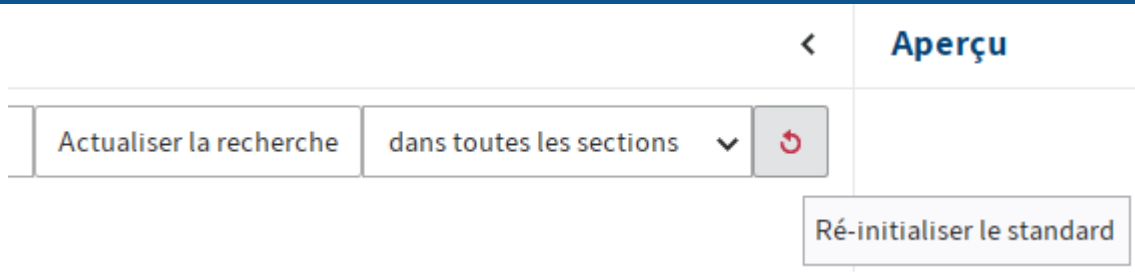 Aperçu
Actualiser la recherche
dans toutes les sections
Ré-initialiser le standard